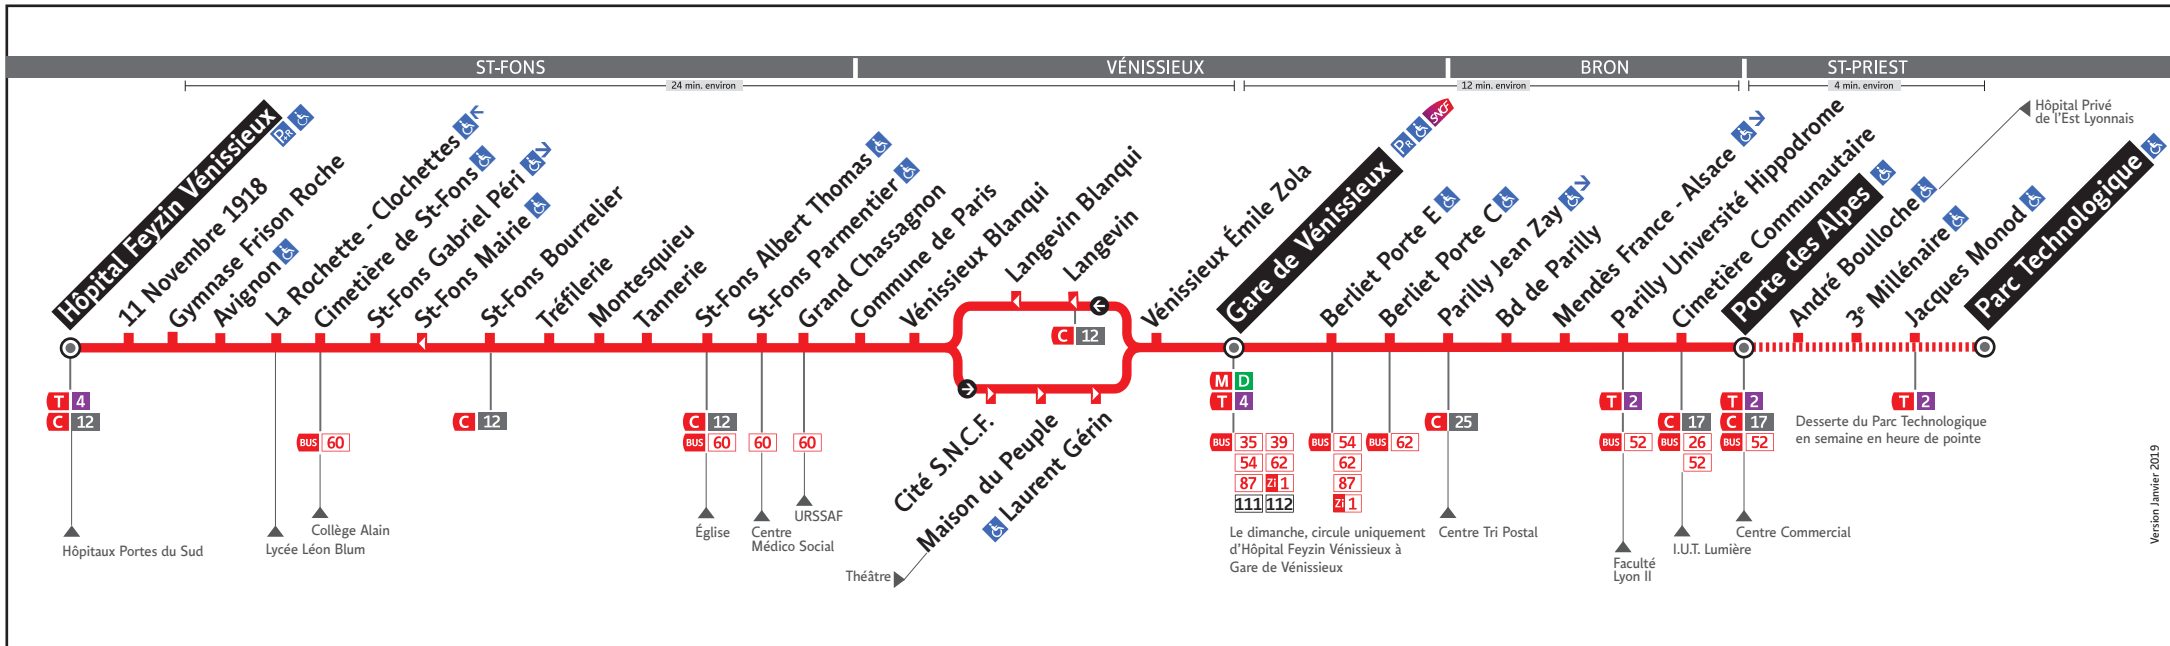 ST-FONS
VÉNISSIEUX
BRON
ST-PRIEST
24 min. environ
12 min. environ
4 min. environ
Hôpital Feyzin Vénissieux P+R
11 Novembre 1918
Gymnase Frison Roche
Avignon
La Rochette - Clochettes
Cimetière de St-Fons
St-Fons Gabriel Péri
St-Fons Mairie
St-Fons Bourrelier
Tréfilerie
Montesquieu
Tannerie
St-Fons Albert Thomas
St-Fons Parmentier
Grand Chassagnon
Commune de Paris
Vénissieux Blanqui
Langevin Blanqui
Langevin
Vénissieux Émile Zola
Gare de Vénissieux P+R SNCF
Berliet Porte E
Berliet Porte C
Parilly Jean Zay
Bd de Parilly
Mendès France - Alsace
Parilly Université Hippodrome
Cimetière Communautaire
Porte des Alpes
André Boulloche
3e Millénaire
Jacques Monod
Parc Technologique
Hôpital Privé
de l'Est Lyonnais
Cité S.N.C.F.
Maison du Peuple
Laurent Gérin
T 4
C 12
BUS 60
C 12
C 12
BUS 60
60
60
C 12
M D
T 4
BUS 35 39
54 62
87 Zi 1
111 112
BUS 54
62
87
Zi 1
BUS 62
C 25
T 2
BUS 52
C 17
BUS 26
52
T 2
C 17
BUS 52
T 2
Desserte du Parc Technologique
en semaine en heure de pointe
Hôpitaux Portes du Sud
Lycée Léon Blum
Collège Alain
Église
Centre
Médico Social
URSSAF
Théâtre
Le dimanche, circule uniquement
d'Hôpital Feyzin Vénissieux à
Gare de Vénissieux
Centre Tri Postal
Faculté
Lyon II
I.U.T. Lumière
Centre Commercial
Version Janvier 2019